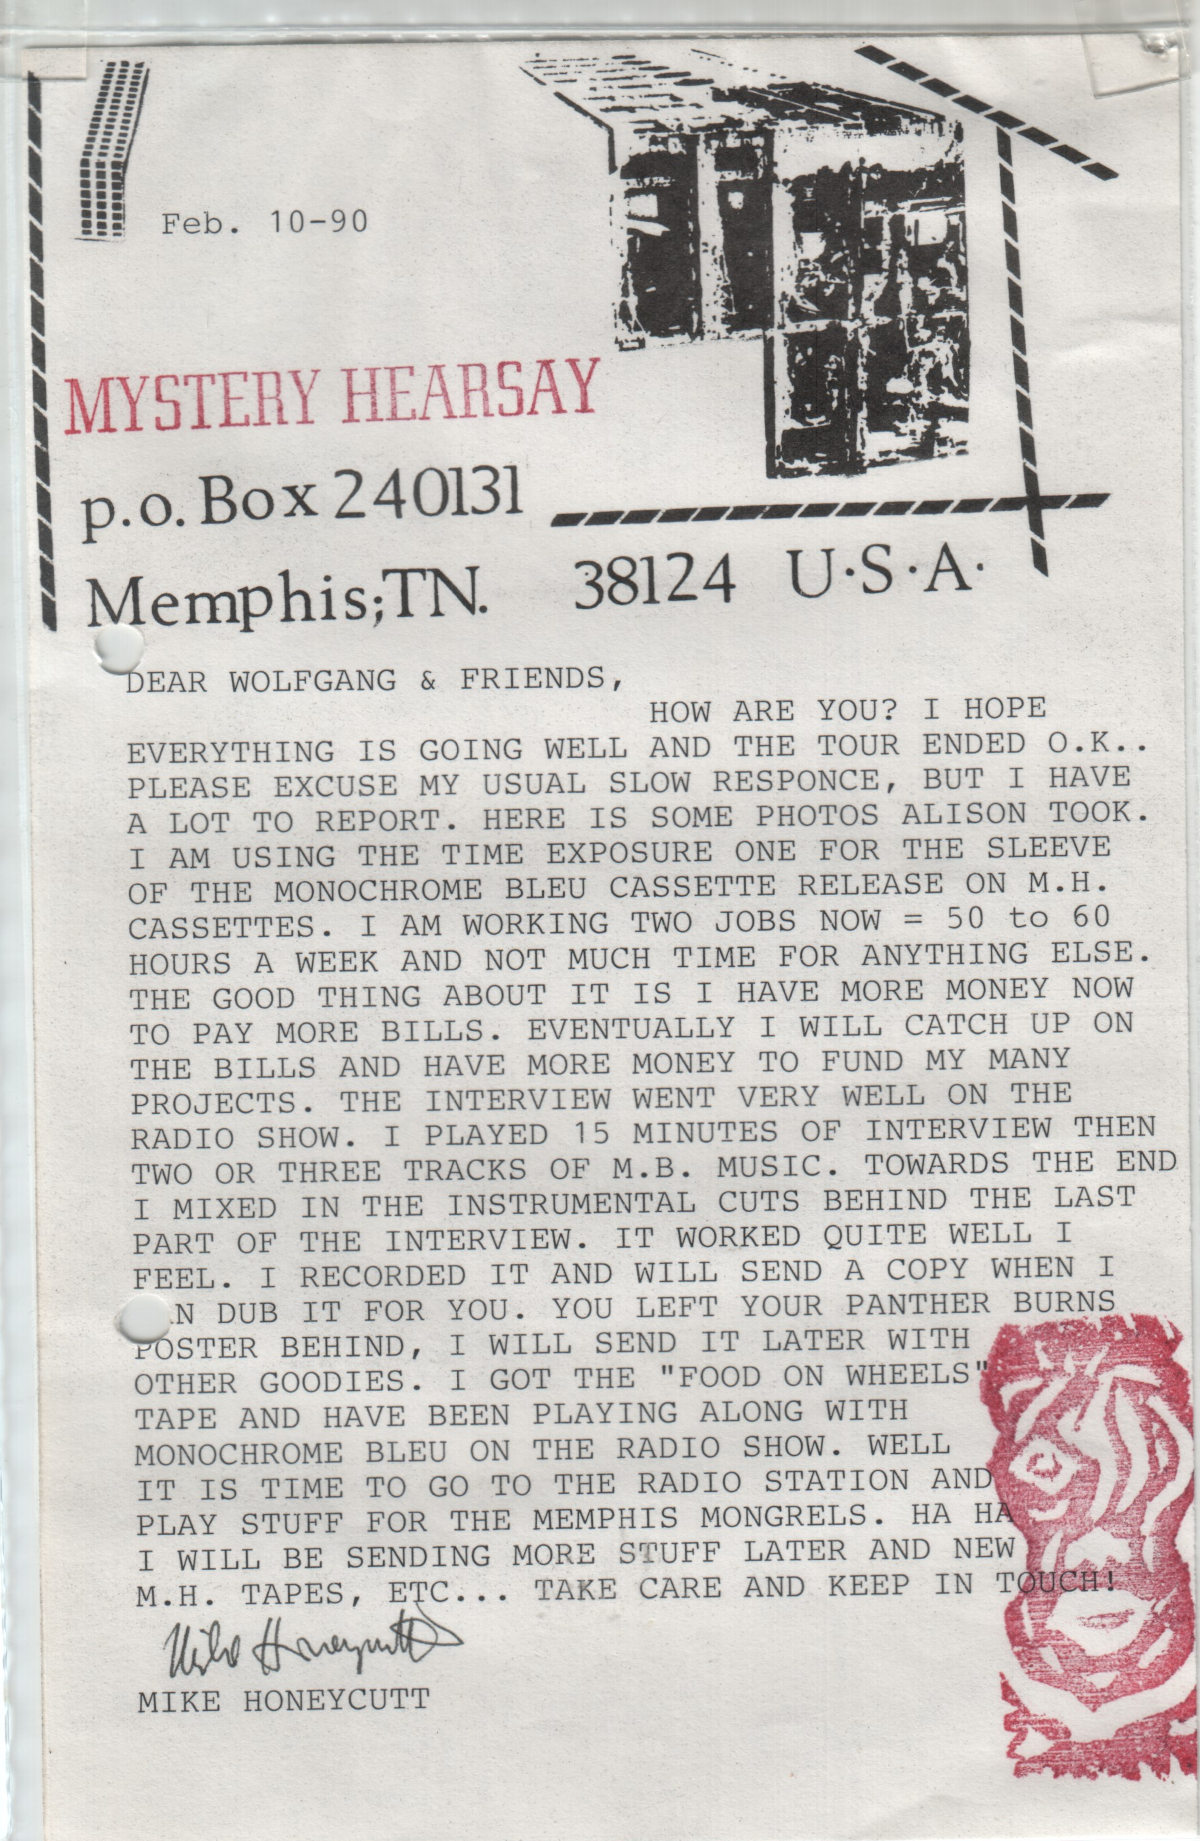 Feb. 10-90
MYSTERY HEARSAY
p.o. Box 240131
Memphis;TN. 38124 U·S·A·
DEAR WOLFGANG & FRIENDS,
HOW ARE YOU? I HOPE
EVERYTHING IS GOING WELL AND THE TOUR ENDED O.K..
PLEASE EXCUSE MY USUAL SLOW RESPONCE, BUT I HAVE
A LOT TO REPORT. HERE IS SOME PHOTOS ALISON TOOK.
I AM USING THE TIME EXPOSURE ONE FOR THE SLEEVE
OF THE MONOCHROME BLEU CASSETTE RELEASE ON M.H.
CASSETTES. I AM WORKING TWO JOBS NOW = 50 to 60
HOURS A WEEK AND NOT MUCH TIME FOR ANYTHING ELSE.
THE GOOD THING ABOUT IT IS I HAVE MORE MONEY NOW
TO PAY MORE BILLS. EVENTUALLY I WILL CATCH UP ON
THE BILLS AND HAVE MORE MONEY TO FUND MY MANY
PROJECTS. THE INTERVIEW WENT VERY WELL ON THE
RADIO SHOW. I PLAYED 15 MINUTES OF INTERVIEW THEN
TWO OR THREE TRACKS OF M.B. MUSIC. TOWARDS THE END
I MIXED IN THE INSTRUMENTAL CUTS BEHIND THE LAST
PART OF THE INTERVIEW. IT WORKED QUITE WELL I
FEEL. I RECORDED IT AND WILL SEND A COPY WHEN I
DUB IT FOR YOU. YOU LEFT YOUR PANTHER BURNS
POSTER BEHIND, I WILL SEND IT LATER WITH
OTHER GOODIES. I GOT THE "FOOD ON WHEELS"
TAPE AND HAVE BEEN PLAYING ALONG WITH
MONOCHROME BLEU ON THE RADIO SHOW. WELL
IT IS TIME TO GO TO THE RADIO STATION AND
PLAY STUFF FOR THE MEMPHIS MONGRELS. HA HA
I WILL BE SENDING MORE STUFF LATER AND NEW
M.H. TAPES, ETC... TAKE CARE AND KEEP IN TOUCH!
Mike Honeycutt
MIKE HONEYCUTT